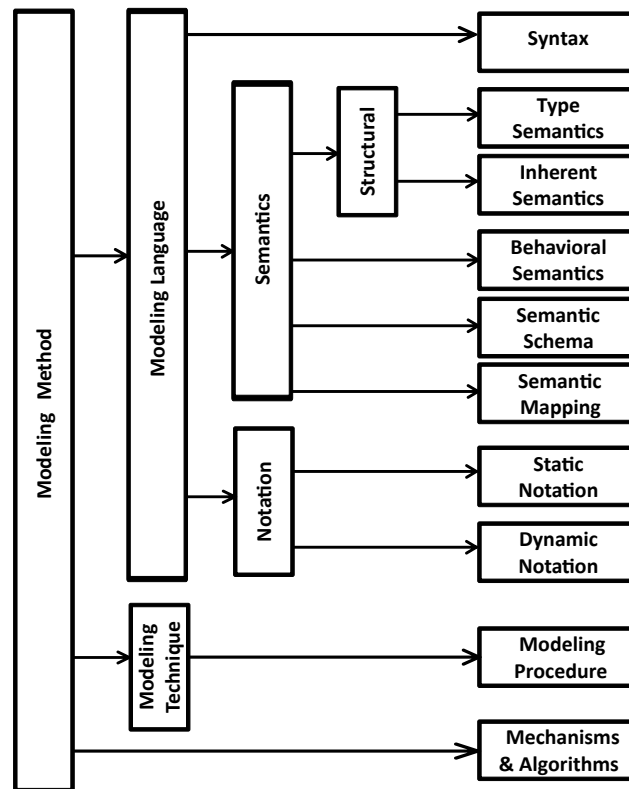 Modeling Method
Modeling Language
Semantics
Structural
Notation
Modeling
Technique
Syntax
Type
Semantics
Inherent
Semantics
Behavioral
Semantics
Semantic
Schema
Semantic
Mapping
Static
Notation
Dynamic
Notation
Modeling
Procedure
Mechanisms
& Algorithms